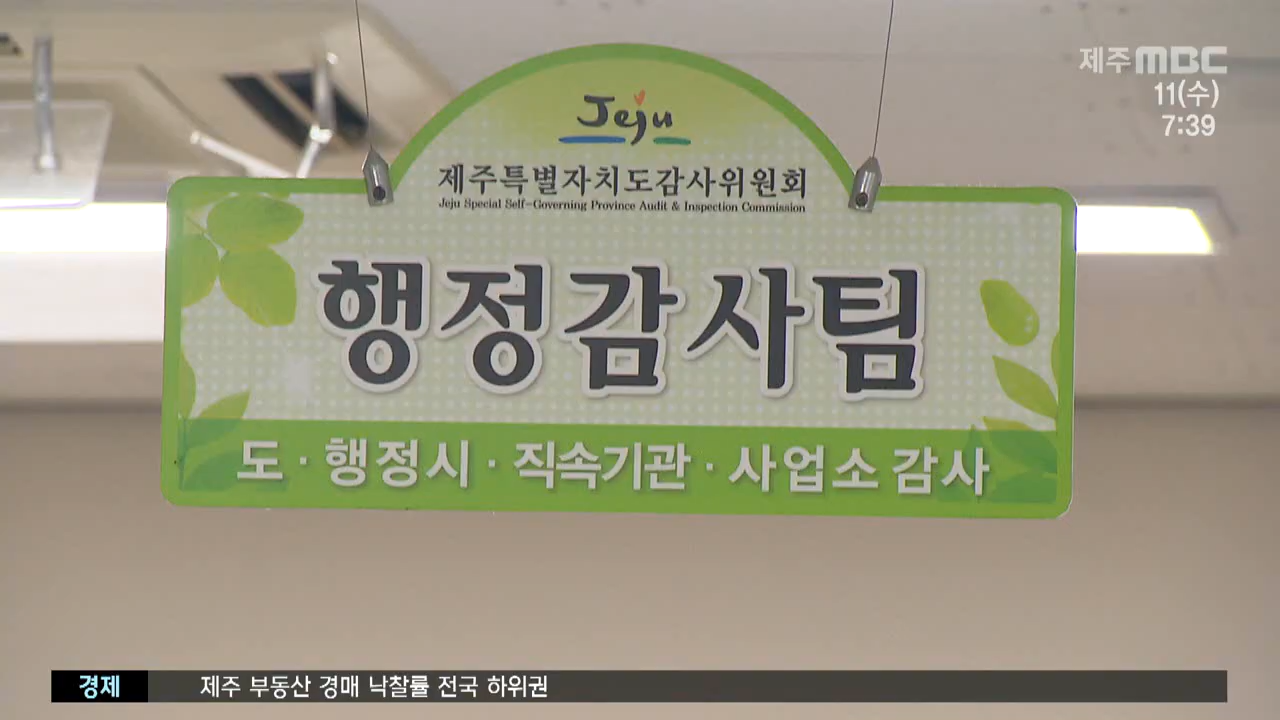 제주MBC
11(수)
7:39
Jeju
제주특별자치도감사위원회
Jeju Special Self-Governing Province Audit & Inspection Commission
행정감사팀
도·행정시·직속기관·사업소 감사
경제 제주 부동산 경매 낙찰률 전국 하위권